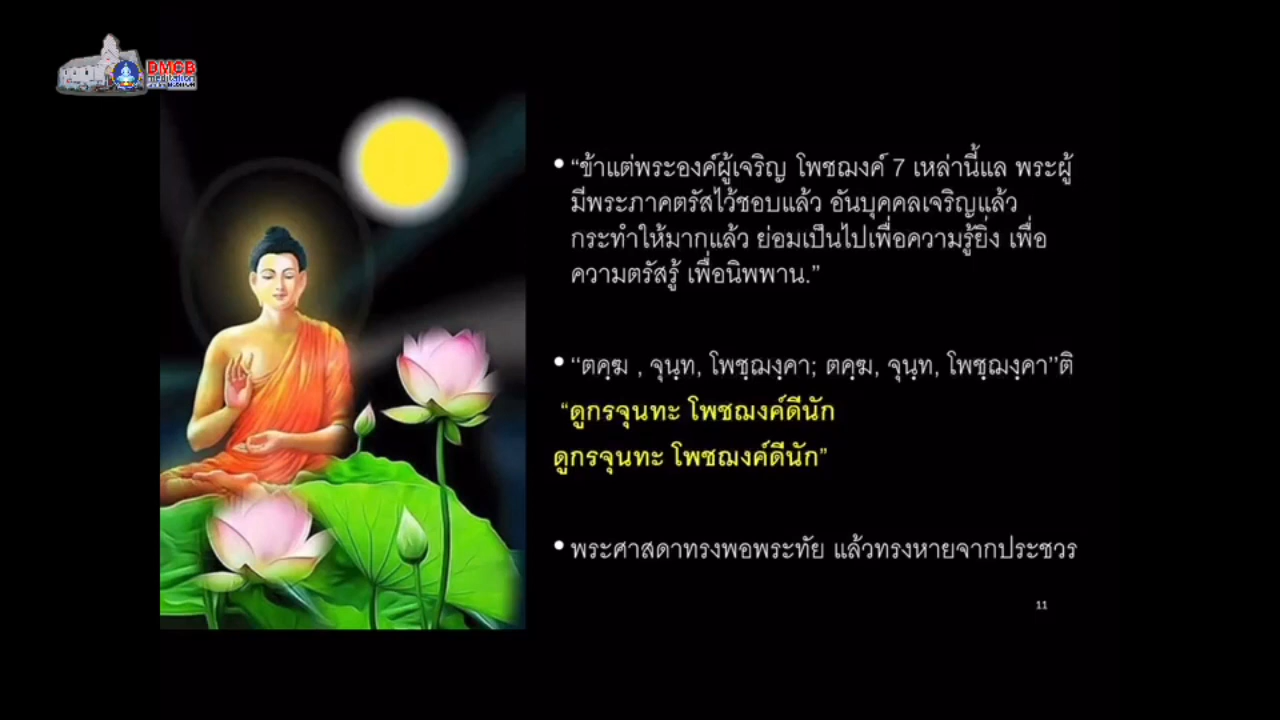 DMCB
meditation
• “ข้าแต่พระองค์ผู้เจริญ โพชฌงค์ 7 เหล่านี้แล พระผู้
มีพระภาคตรัสไว้ชอบแล้ว อันบุคคลเจริญแล้ว
กระทำให้มากแล้ว ย่อมเป็นไปเพื่อความรู้ยิ่ง เพื่อ
ความตรัสรู้ เพื่อนิพพาน.”
• ‘‘ตคฺฆ , จุนฺท, โพชฺฌงฺคา; ตคฺฆ, จุนฺท, โพชฺฌงฺคา’’ติ
“ดูกรจุนทะ โพชฌงค์ดีนัก
ดูกรจุนทะ โพชฌงค์ดีนัก”
• พระศาสดาทรงพอพระทัย แล้วทรงหายจากประชวร
11